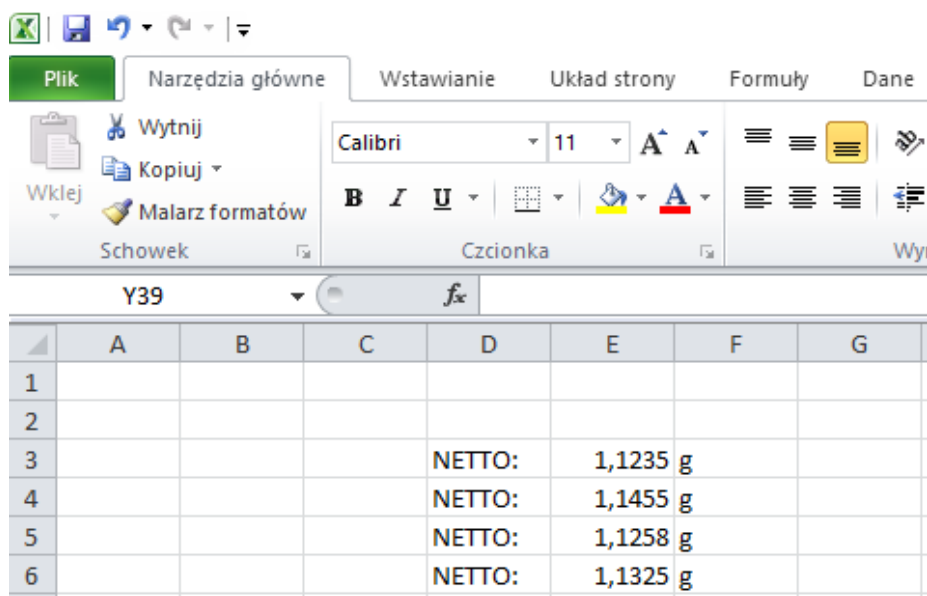 Plik Narzędzia główne Wstawianie Układ strony Formuły Dane
Wytnij
Kopiuj
Malarz formatów
Wklej
Calibri 11 A A
B I U A
Schowek Czcionka
Y39 fx
A B C D E F G
1
2
3 NETTO: 1,1235 g
4 NETTO: 1,1455 g
5 NETTO: 1,1258 g
6 NETTO: 1,1325 g